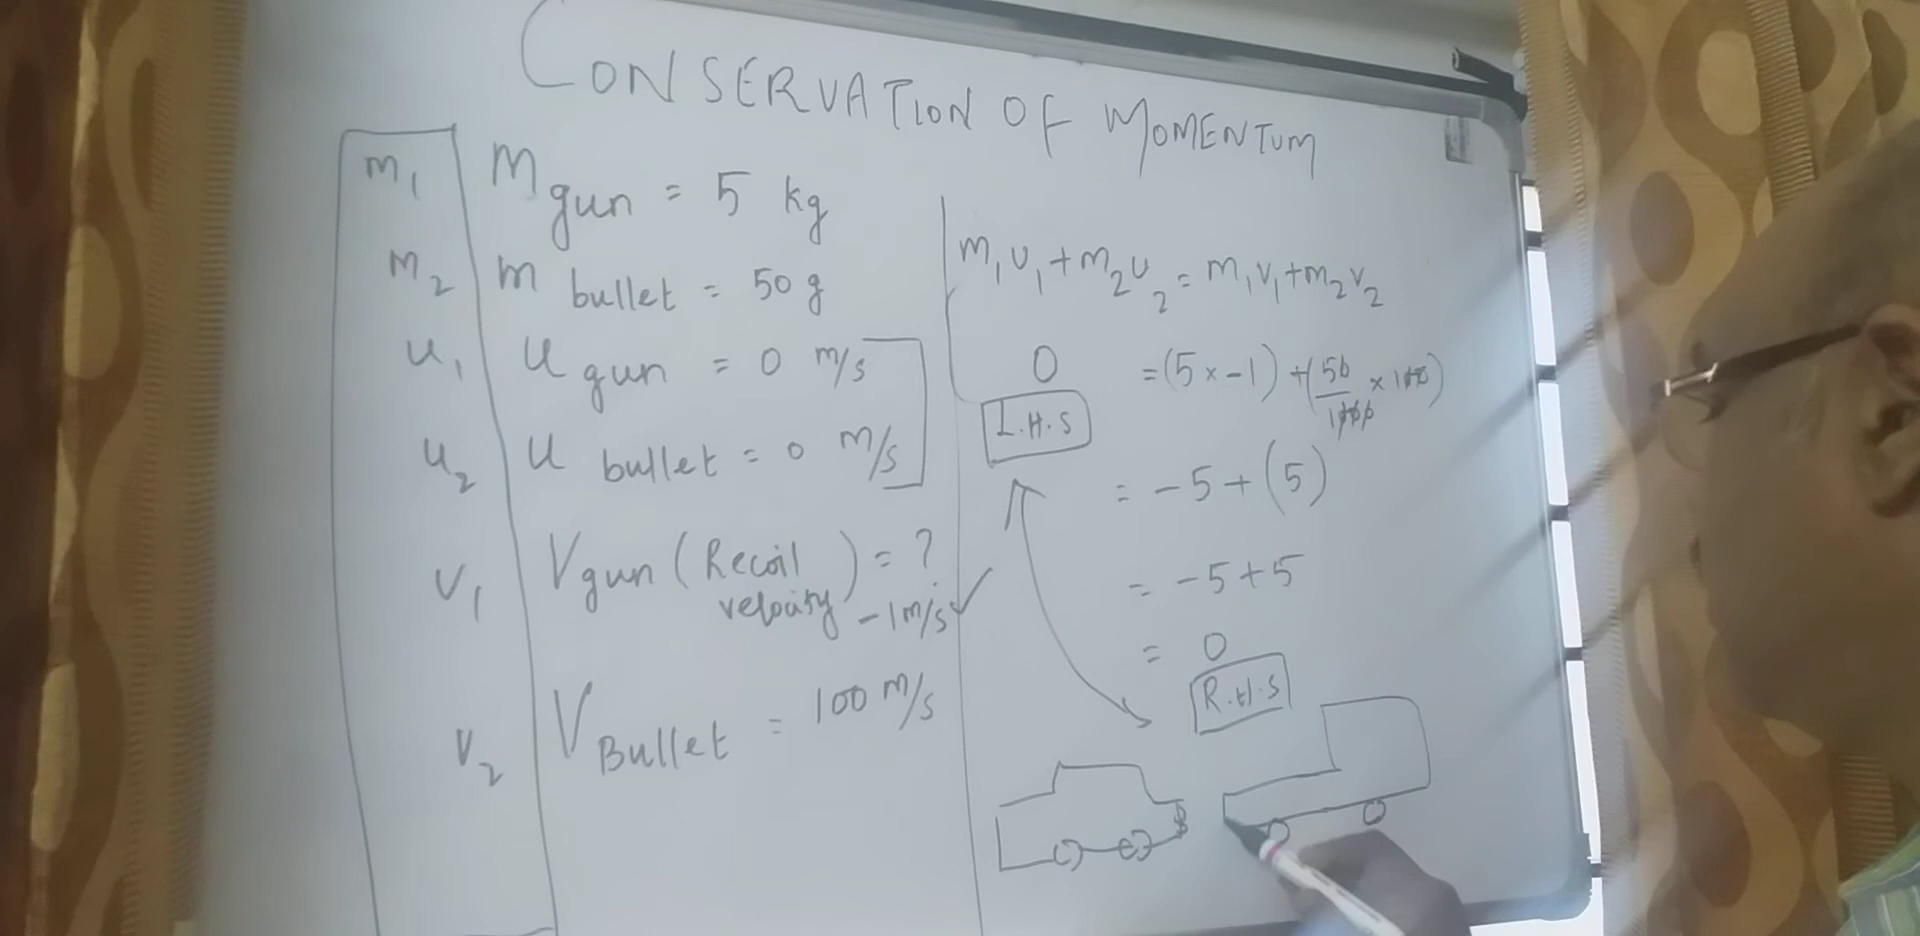 CONSERVATION OF MOMENTUM
m₁ M gun = 5 kg
m₂ m bullet = 50 g
u₁ u gun = 0 m/s
u₂ u bullet = 0 m/s
v₁ V gun (Recoil velocity) = ?
-1 m/s
v₂ V Bullet = 100 m/s
m₁u₁+m₂u₂ = m₁v₁+m₂v₂
0 = (5 x -1) + (50/1000 x 100)
L.H.S
= -5+(5)
= -5+5
= 0
R.H.S